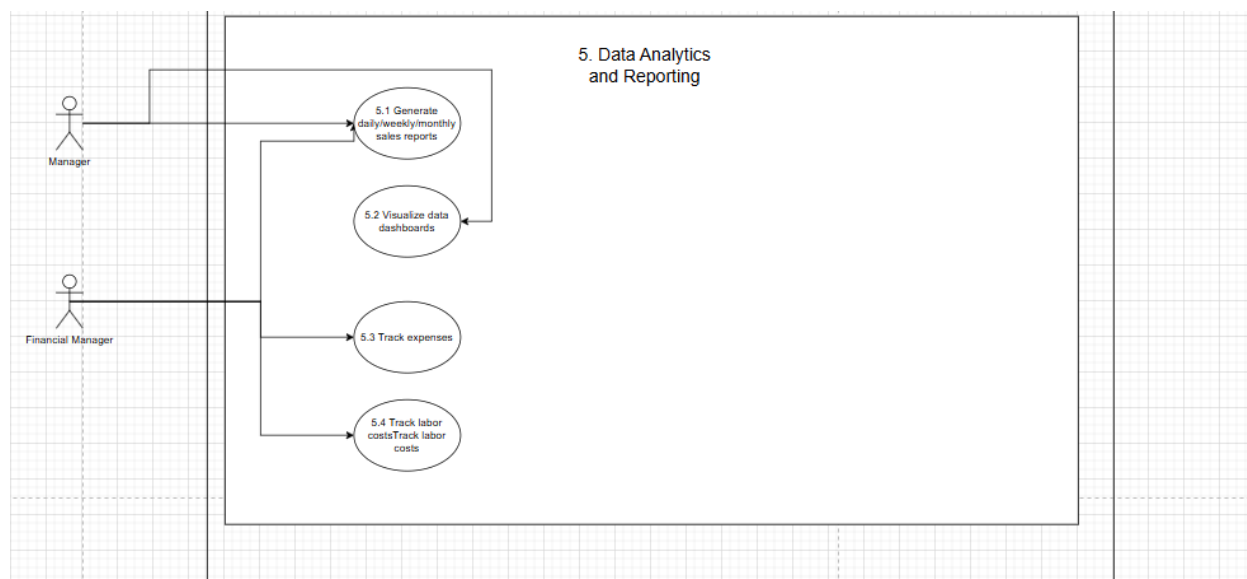 5. Data Analytics
and Reporting
5.1 Generate
daily/weekly/monthly
sales reports
Manager
5.2 Visualize data
dashboards
Financial Manager
5.3 Track expenses
5.4 Track labor
costsTrack labor
costs